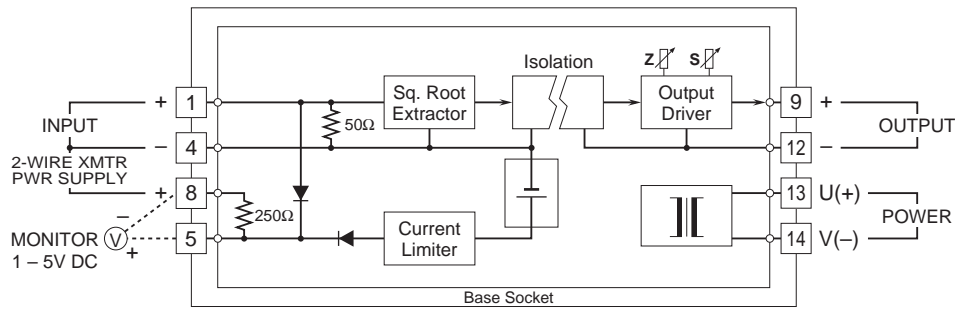 Isolation
Z
S
+
1
Sq. Root
Extractor
Output
Driver
9
+
INPUT
50Ω
OUTPUT
−
4
12
−
2-WIRE XMTR
PWR SUPPLY
+
8
13
U(+)
−
250Ω
POWER
MONITOR
V
+
5
Current
Limiter
14
V(−)
1 – 5V DC
Base Socket